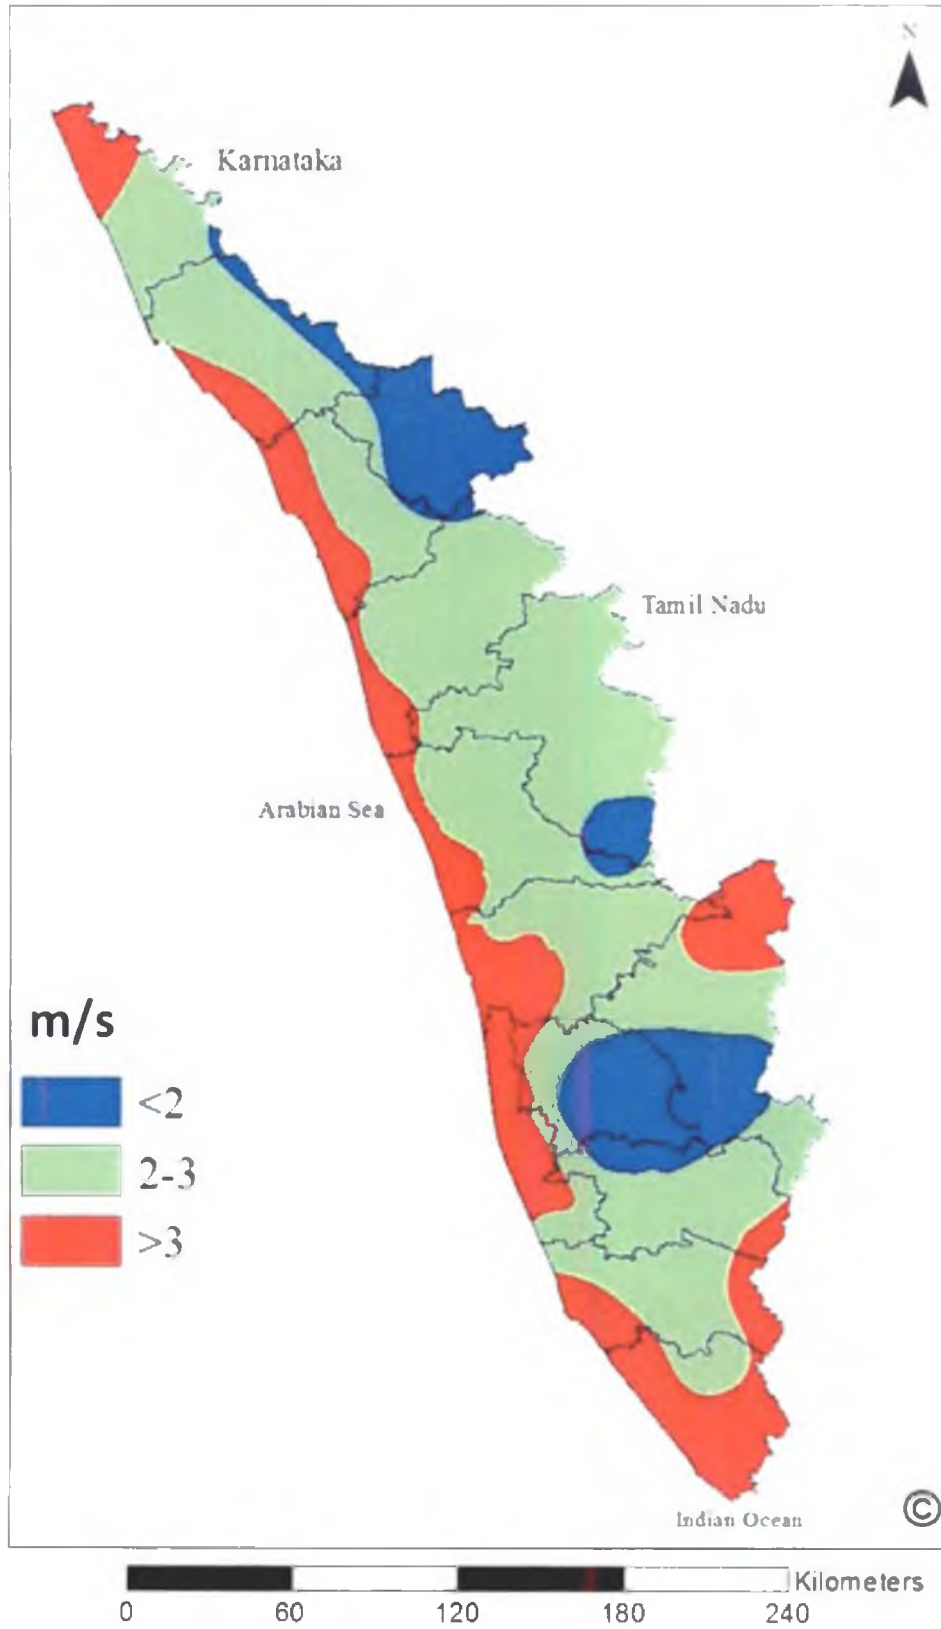 N
Karnataka
Tamil Nadu
Arabian Sea
m/s
<2
2-3
>3
Indian Ocean
©
Kilometers
0 60 120 180 240